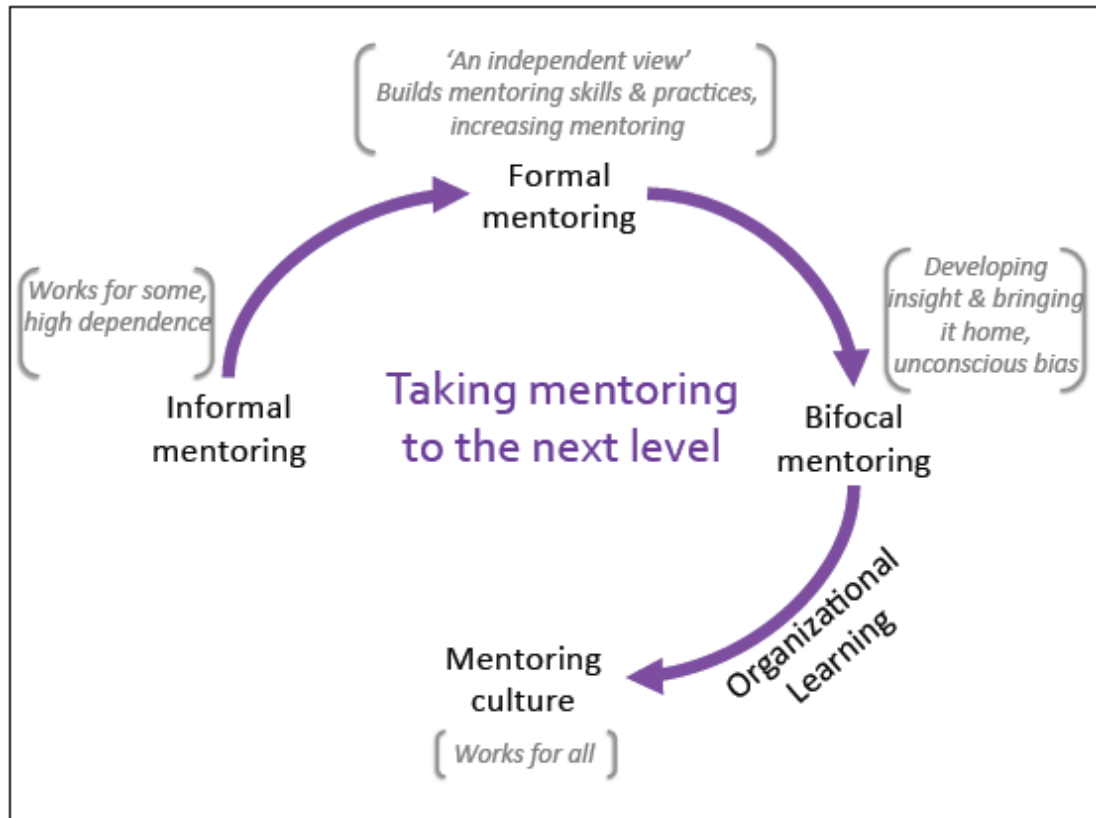 ‘An independent view’
Builds mentoring skills & practices,
increasing mentoring
Formal
mentoring
Works for some,
high dependence
Informal
mentoring
Developing
insight & bringing
it home,
unconscious bias
Bifocal
mentoring
Taking mentoring
to the next level
Organizational
Learning
Mentoring
culture
Works for all